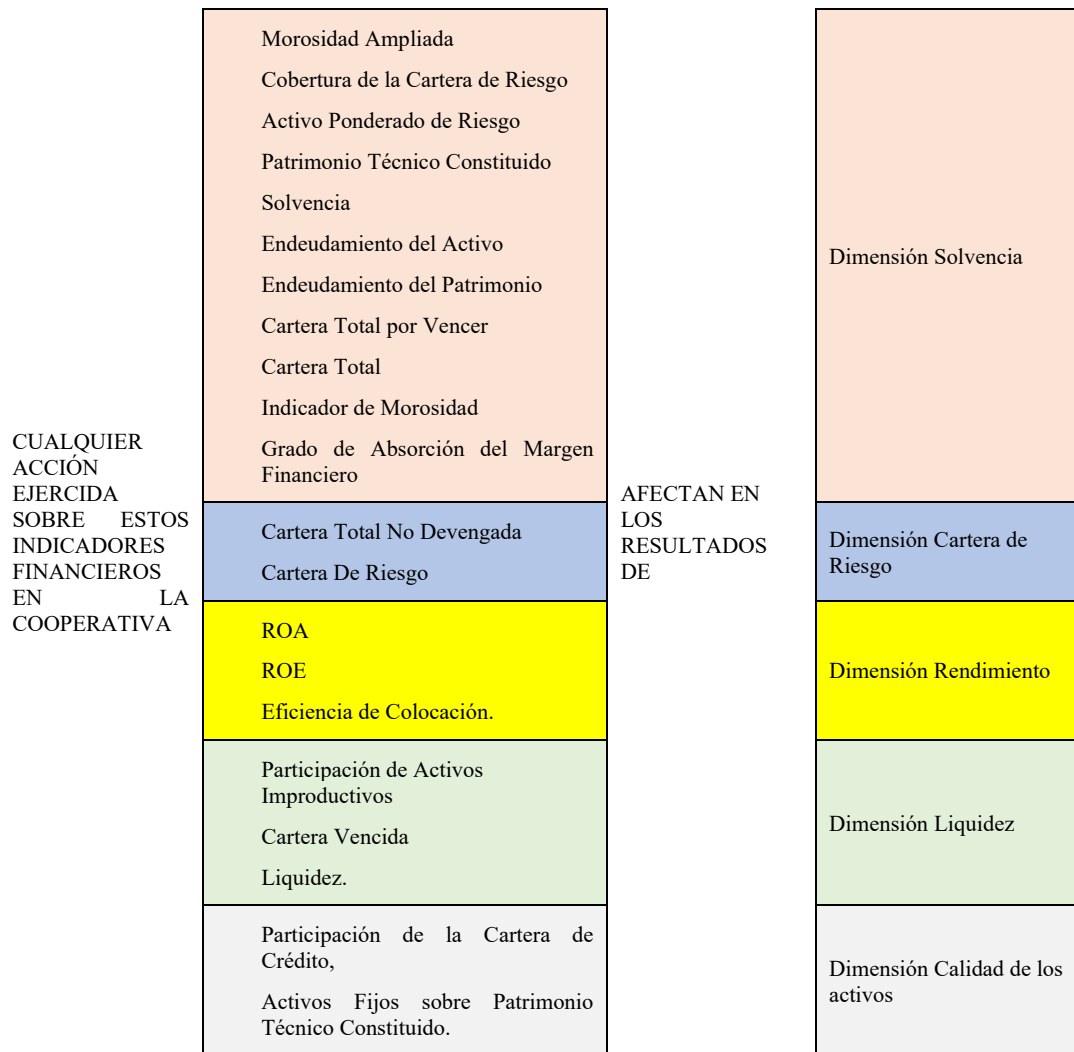 CUALQUIER
ACCIÓN
EJERCIDA
SOBRE ESTOS
INDICADORES
FINANCIEROS
EN LA
COOPERATIVA
Morosidad Ampliada
Cobertura de la Cartera de Riesgo
Activo Ponderado de Riesgo
Patrimonio Técnico Constituido
Solvencia
Endeudamiento del Activo
Endeudamiento del Patrimonio
Cartera Total por Vencer
Cartera Total
Indicador de Morosidad
Grado de Absorción del Margen
Financiero
Cartera Total No Devengada
Cartera De Riesgo
ROA
ROE
Eficiencia de Colocación.
Participación de Activos
Improductivos
Cartera Vencida
Liquidez.
Participación de la Cartera de
Crédito,
Activos Fijos sobre Patrimonio
Técnico Constituido.
AFECTAN EN
LOS
RESULTADOS
DE
Dimensión Solvencia
Dimensión Cartera de
Riesgo
Dimensión Rendimiento
Dimensión Liquidez
Dimensión Calidad de los
activos